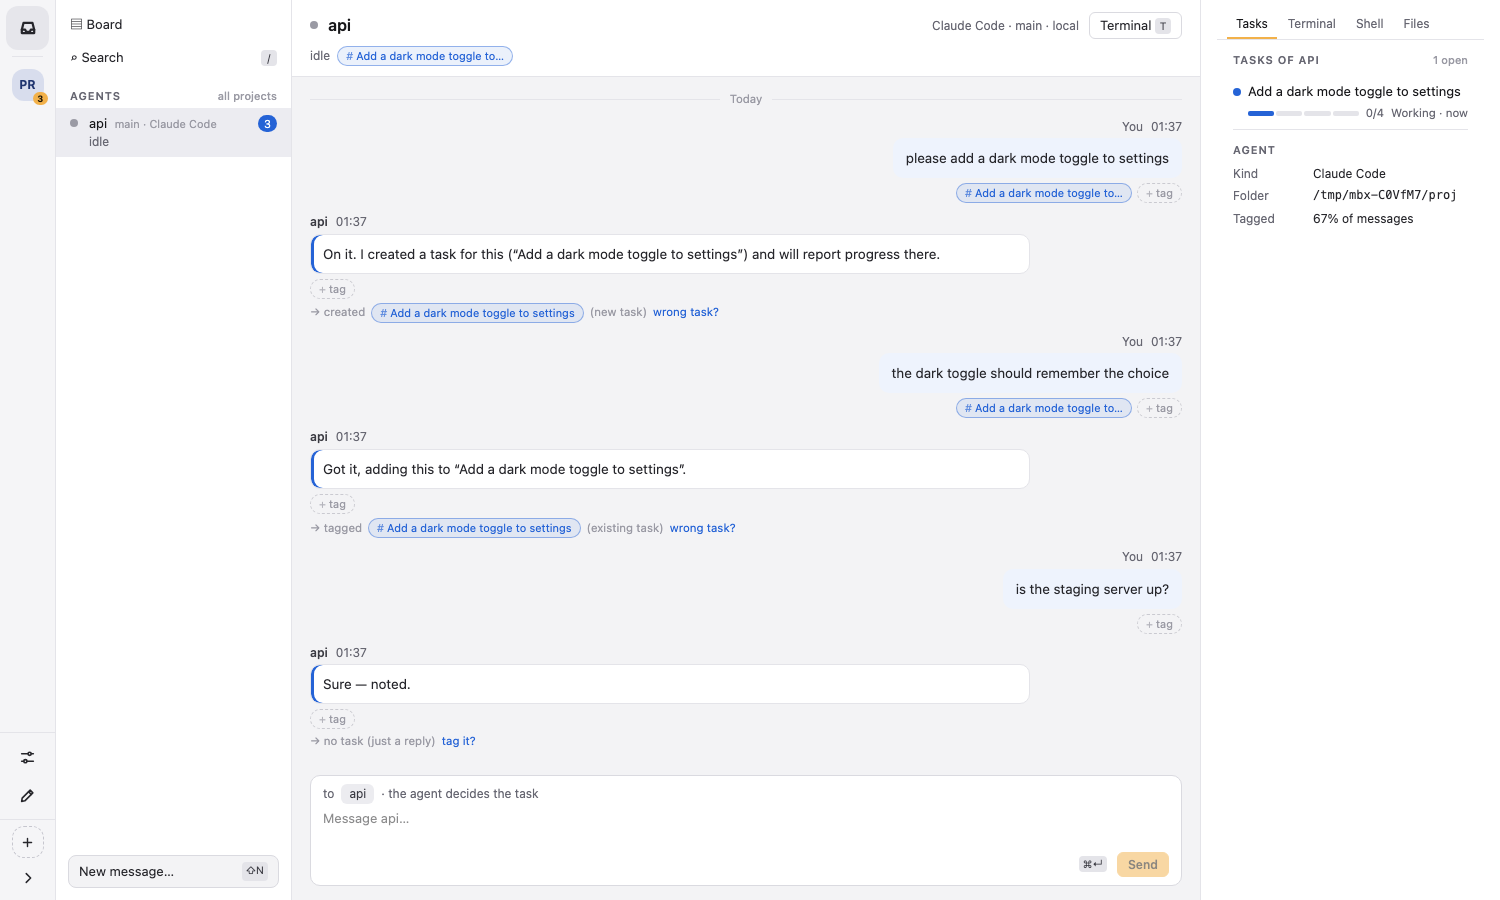 PR
3
Board
Search /
AGENTS all projects
api main · Claude Code 3
idle
New message... ⇧N
api
Claude Code · main · local Terminal T
idle # Add a dark mode toggle to...
Today
You 01:37
please add a dark mode toggle to settings
# Add a dark mode toggle to... + tag
api 01:37
On it. I created a task for this (“Add a dark mode toggle to settings”) and will report progress there.
+ tag
→ created # Add a dark mode toggle to settings (new task) wrong task?
You 01:37
the dark toggle should remember the choice
# Add a dark mode toggle to... + tag
api 01:37
Got it, adding this to “Add a dark mode toggle to settings”.
+ tag
→ tagged # Add a dark mode toggle to settings (existing task) wrong task?
You 01:37
is the staging server up?
+ tag
api 01:37
Sure — noted.
+ tag
→ no task (just a reply) tag it?
to api · the agent decides the task
Message api...
⌘↵ Send
Tasks Terminal Shell Files
TASKS OF API 1 open
Add a dark mode toggle to settings
0/4 Working · now
AGENT
Kind Claude Code
Folder /tmp/mbx-C0VfM7/proj
Tagged 67% of messages